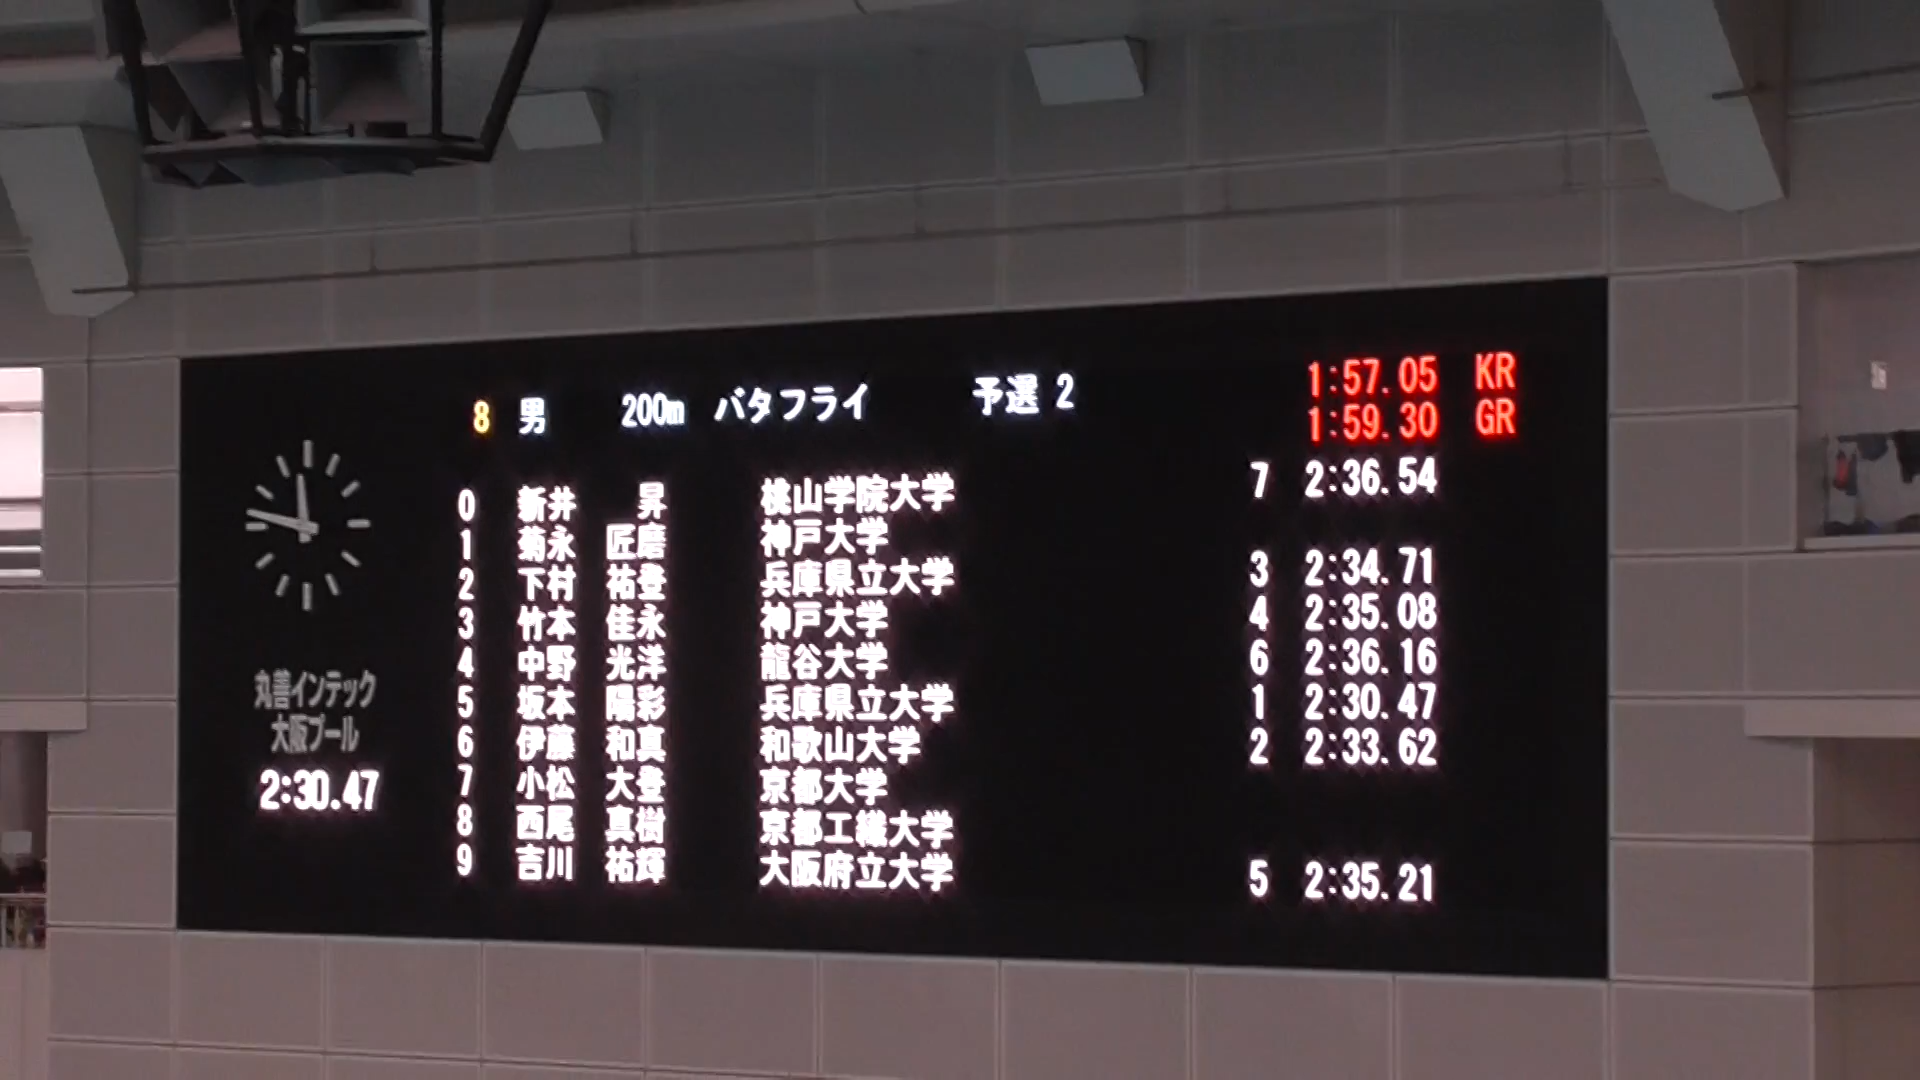 8 男 200m バタフライ 予選 2 1:57.05 KR
1:59.30 GR
0 新井 昇 桃山学院大学 7 2:36.54
1 菊永 匠磨 神戸大学
2 下村 祐登 兵庫県立大学 3 2:34.71
3 竹本 佳永 神戸大学 4 2:35.08
4 中野 光洋 龍谷大学 6 2:36.16
5 坂本 陽彩 兵庫県立大学 1 2:30.47
6 伊藤 和真 和歌山大学 2 2:33.62
7 小松 大登 京都大学
8 西尾 真樹 京都工繊大学
9 吉川 祐輝 大阪府立大学 5 2:35.21
丸善インテック
大阪プール
2:30.47